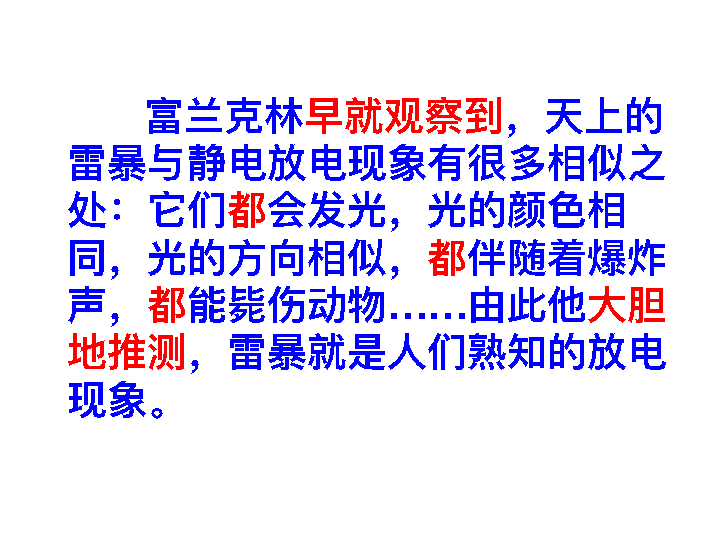 富兰克林早就观察到，天上的
雷暴与静电放电现象有很多相似之
处：它们都会发光，光的颜色相
同，光的方向相似，都伴随着爆炸
声，都能毙伤动物……由此他大胆
地推测，雷暴就是人们熟知的放电
现象。